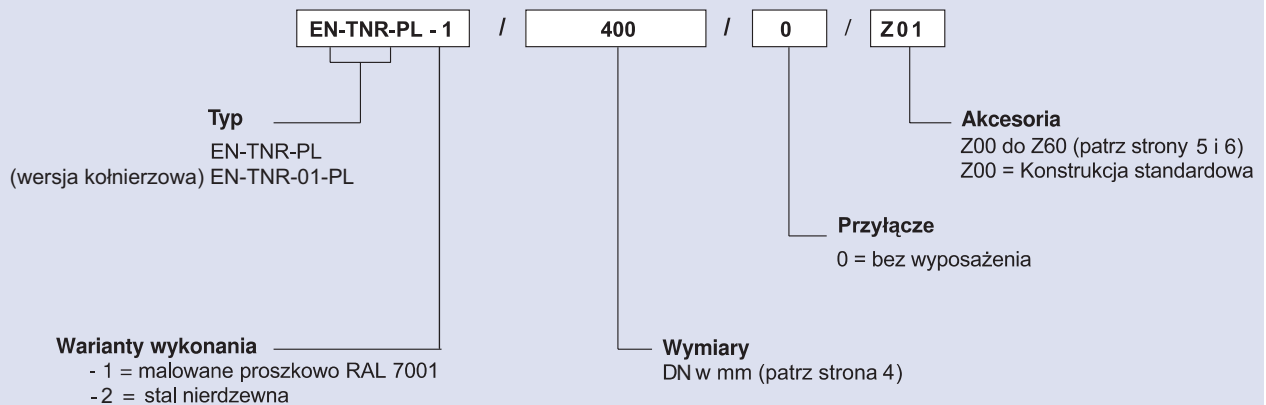 EN-TNR-PL - 1 / 400 / 0 / Z01
Typ
EN-TNR-PL
(wersja kołnierzowa) EN-TNR-01-PL
Akcesoria
Z00 do Z60 (patrz strony 5 i 6)
Z00 = Konstrukcja standardowa
Przyłącze
0 = bez wyposażenia
Warianty wykonania
- 1 = malowane proszkowo RAL 7001
- 2 = stal nierdzewna
Wymiary
DN w mm (patrz strona 4)